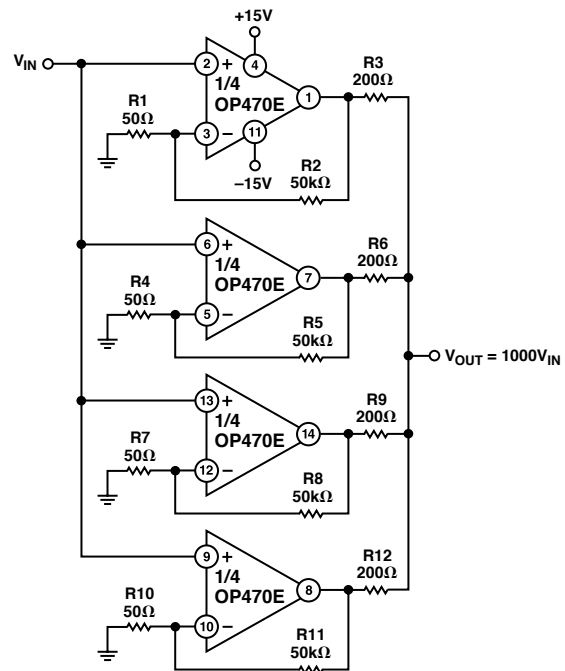 +15V
V_IN
2
+
4
1/4
OP470E
1
R3
200Ω
R1
50Ω
3
–
11
–15V
R2
50kΩ
6
+
1/4
OP470E
7
R6
200Ω
R4
50Ω
5
–
R5
50kΩ
V_OUT = 1000V_IN
13
+
1/4
OP470E
14
R9
200Ω
R7
50Ω
12
–
R8
50kΩ
9
+
1/4
OP470E
8
R12
200Ω
R10
50Ω
10
–
R11
50kΩ